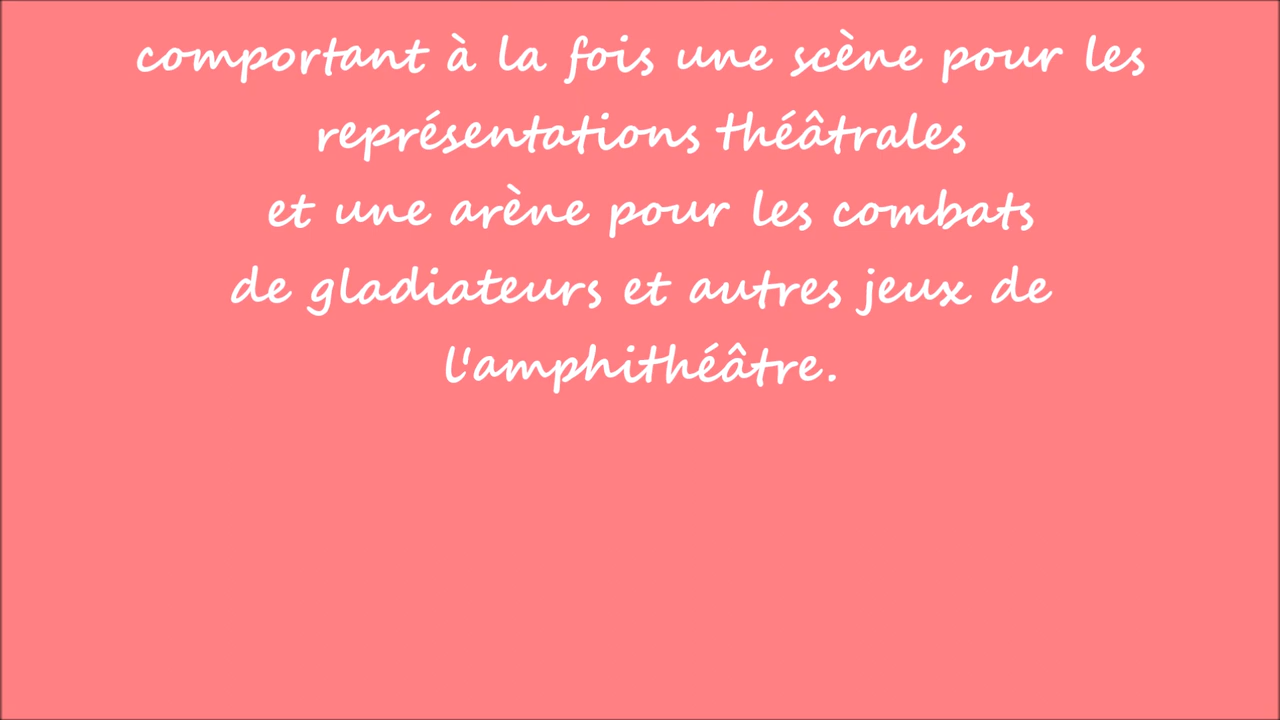 comportant à la fois une scène pour les
représentations théâtrales
et une arène pour les combats
de gladiateurs et autres jeux de
l'amphithéâtre.